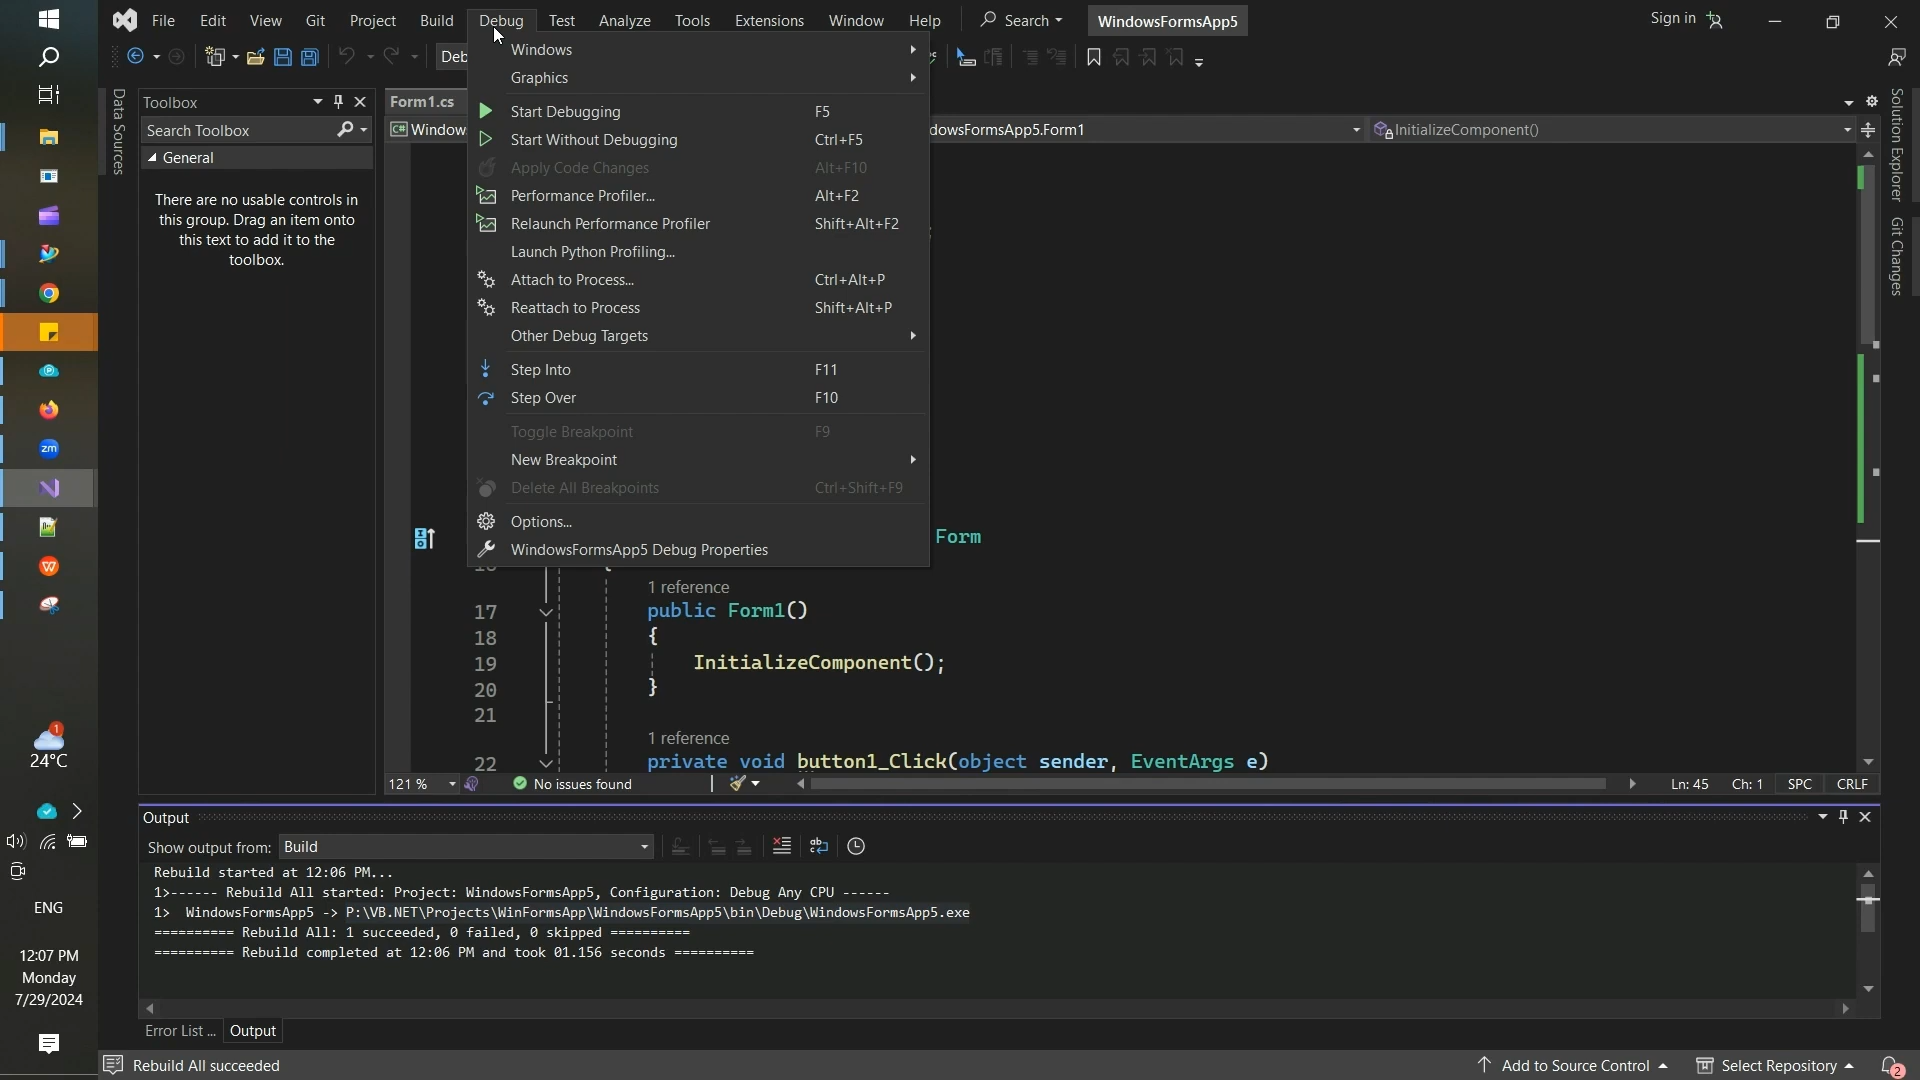 File Edit View Git Project Build Debug Test Analyze Tools Extensions Window Help Search WindowsFormsApp5 Sign in
Data Sources
Toolbox
Search Toolbox
General
There are no usable controls in
this group. Drag an item onto
this text to add it to the
toolbox.
Deb
Form1.cs
C# Window
dowsFormsApp5.Form1
InitializeComponent()
Windows
Graphics
Start Debugging F5
Start Without Debugging Ctrl+F5
Apply Code Changes Alt+F10
Performance Profiler... Alt+F2
Relaunch Performance Profiler Shift+Alt+F2
Launch Python Profiling...
Attach to Process... Ctrl+Alt+P
Reattach to Process Shift+Alt+P
Other Debug Targets
Step Into F11
Step Over F10
Toggle Breakpoint F9
New Breakpoint
Delete All Breakpoints Ctrl+Shift+F9
Options...
WindowsFormsApp5 Debug Properties
;
Form
{
1 reference
17 public Form1()
18 {
19 InitializeComponent();
20 }
21
1 reference
22 private void button1_Click(object sender, EventArgs e)
121 % No issues found Ln: 45 Ch: 1 SPC CRLF
Solution Explorer
Git Changes
Output
Show output from: Build
Rebuild started at 12:06 PM...
1>------ Rebuild All started: Project: WindowsFormsApp5, Configuration: Debug Any CPU ------
1>  WindowsFormsApp5 -> P:\VB.NET\Projects\WinFormsApp\WindowsFormsApp5\bin\Debug\WindowsFormsApp5.exe
========== Rebuild All: 1 succeeded, 0 failed, 0 skipped ==========
========== Rebuild completed at 12:06 PM and took 01.156 seconds ==========
Error List ... Output
Rebuild All succeeded Add to Source Control Select Repository 2
zm
1
24°C
ENG
12:07 PM
Monday
7/29/2024